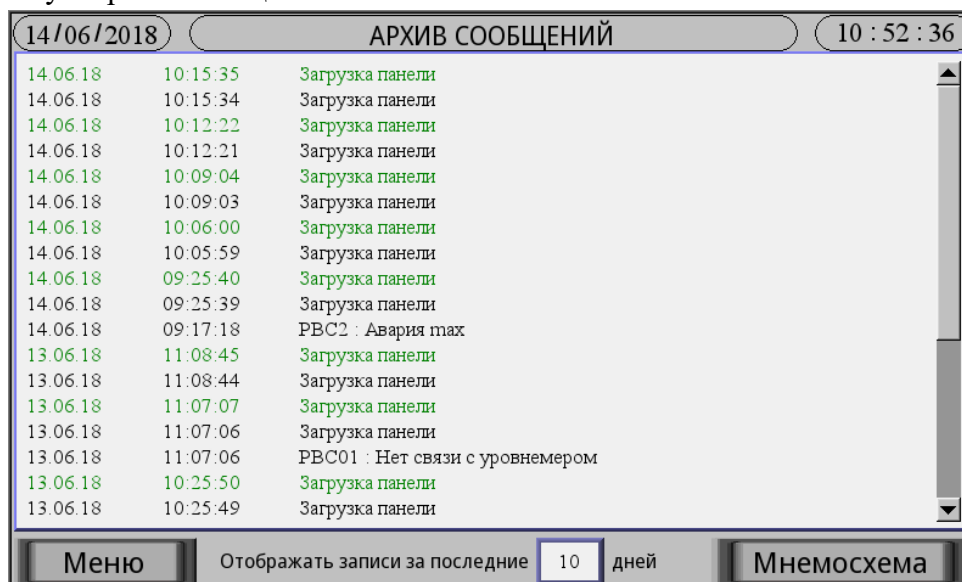 14/06/2018 АРХИВ СООБЩЕНИЙ 10 : 52 : 36
14.06.18 10:15:35 Загрузка панели
14.06.18 10:15:34 Загрузка панели
14.06.18 10:12:22 Загрузка панели
14.06.18 10:12:21 Загрузка панели
14.06.18 10:09:04 Загрузка панели
14.06.18 10:09:03 Загрузка панели
14.06.18 10:06:00 Загрузка панели
14.06.18 10:05:59 Загрузка панели
14.06.18 09:25:40 Загрузка панели
14.06.18 09:25:39 Загрузка панели
14.06.18 09:17:18 РВС2 : Авария max
13.06.18 11:08:45 Загрузка панели
13.06.18 11:08:44 Загрузка панели
13.06.18 11:07:07 Загрузка панели
13.06.18 11:07:06 Загрузка панели
13.06.18 11:07:06 РВС01 : Нет связи с уровнемером
13.06.18 10:25:50 Загрузка панели
13.06.18 10:25:49 Загрузка панели
Меню Отображать записи за последние 10 дней Мнемосхема